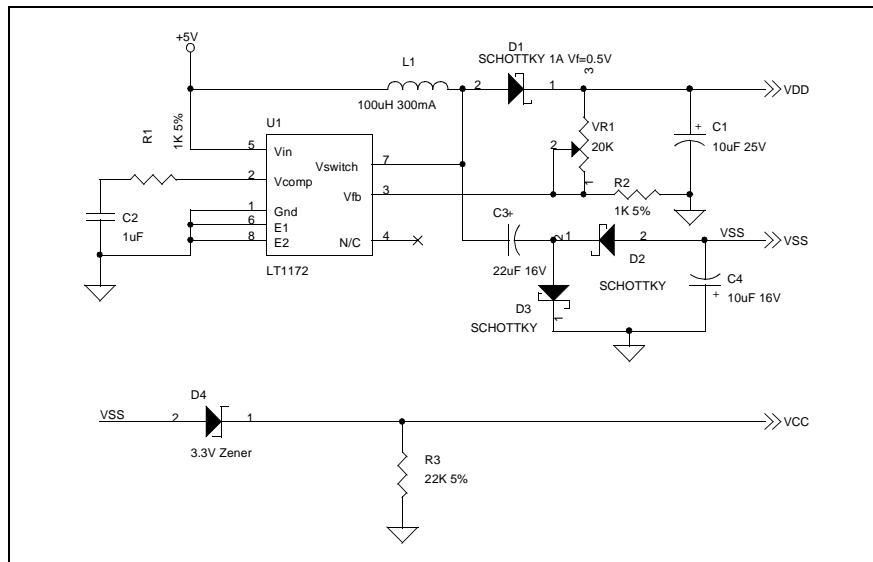 +5V
L1
100uH 300mA
D1
SCHOTTKY 1A Vf=0.5V
2
1
3
VDD
R1
1K 5%
U1
5
Vin
2
Vcomp
Vswitch
7
Vfb
3
1
Gnd
6
E1
8
E2
N/C
4
LT1172
C2
1uF
VR1
20K
2
1
R2
1K 5%
C1
+
10uF 25V
C3
+
22uF 16V
2
1
2
D2
SCHOTTKY
VSS
VSS
D3
SCHOTTKY
1
C4
+
10uF 16V
D4
VSS
2
1
3.3V Zener
VCC
R3
22K 5%